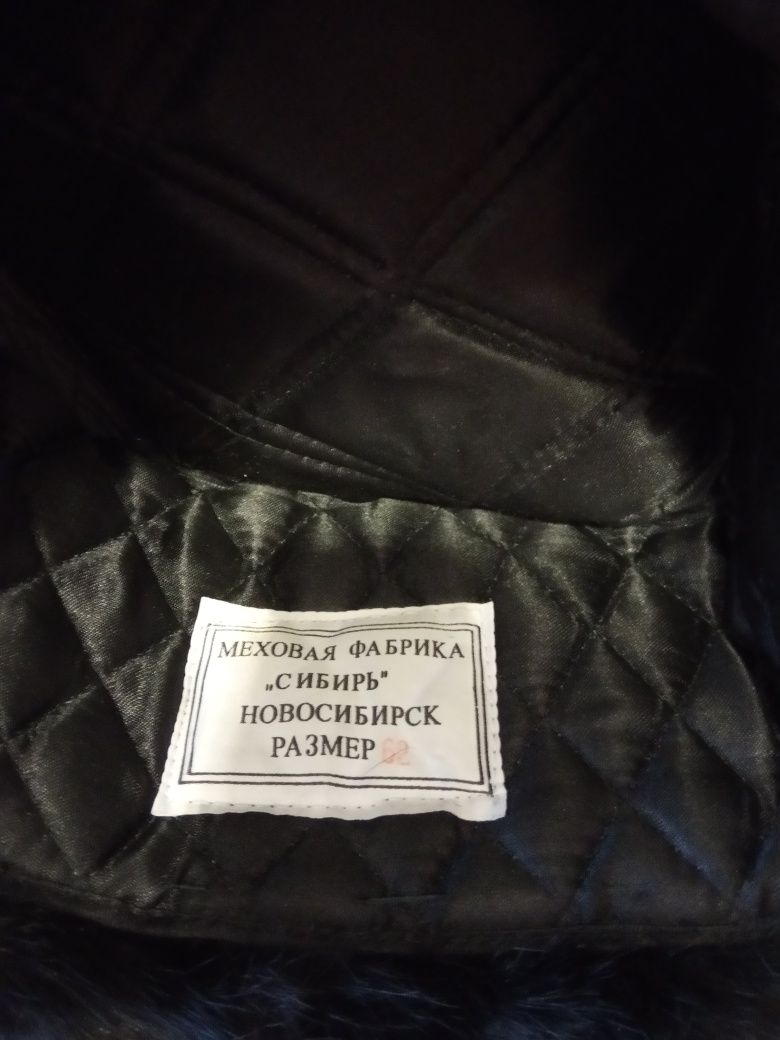 МЕХОВАЯ ФАБРИКА
„СИБИРЬ"
НОВОСИБИРСК
РАЗМЕР 62